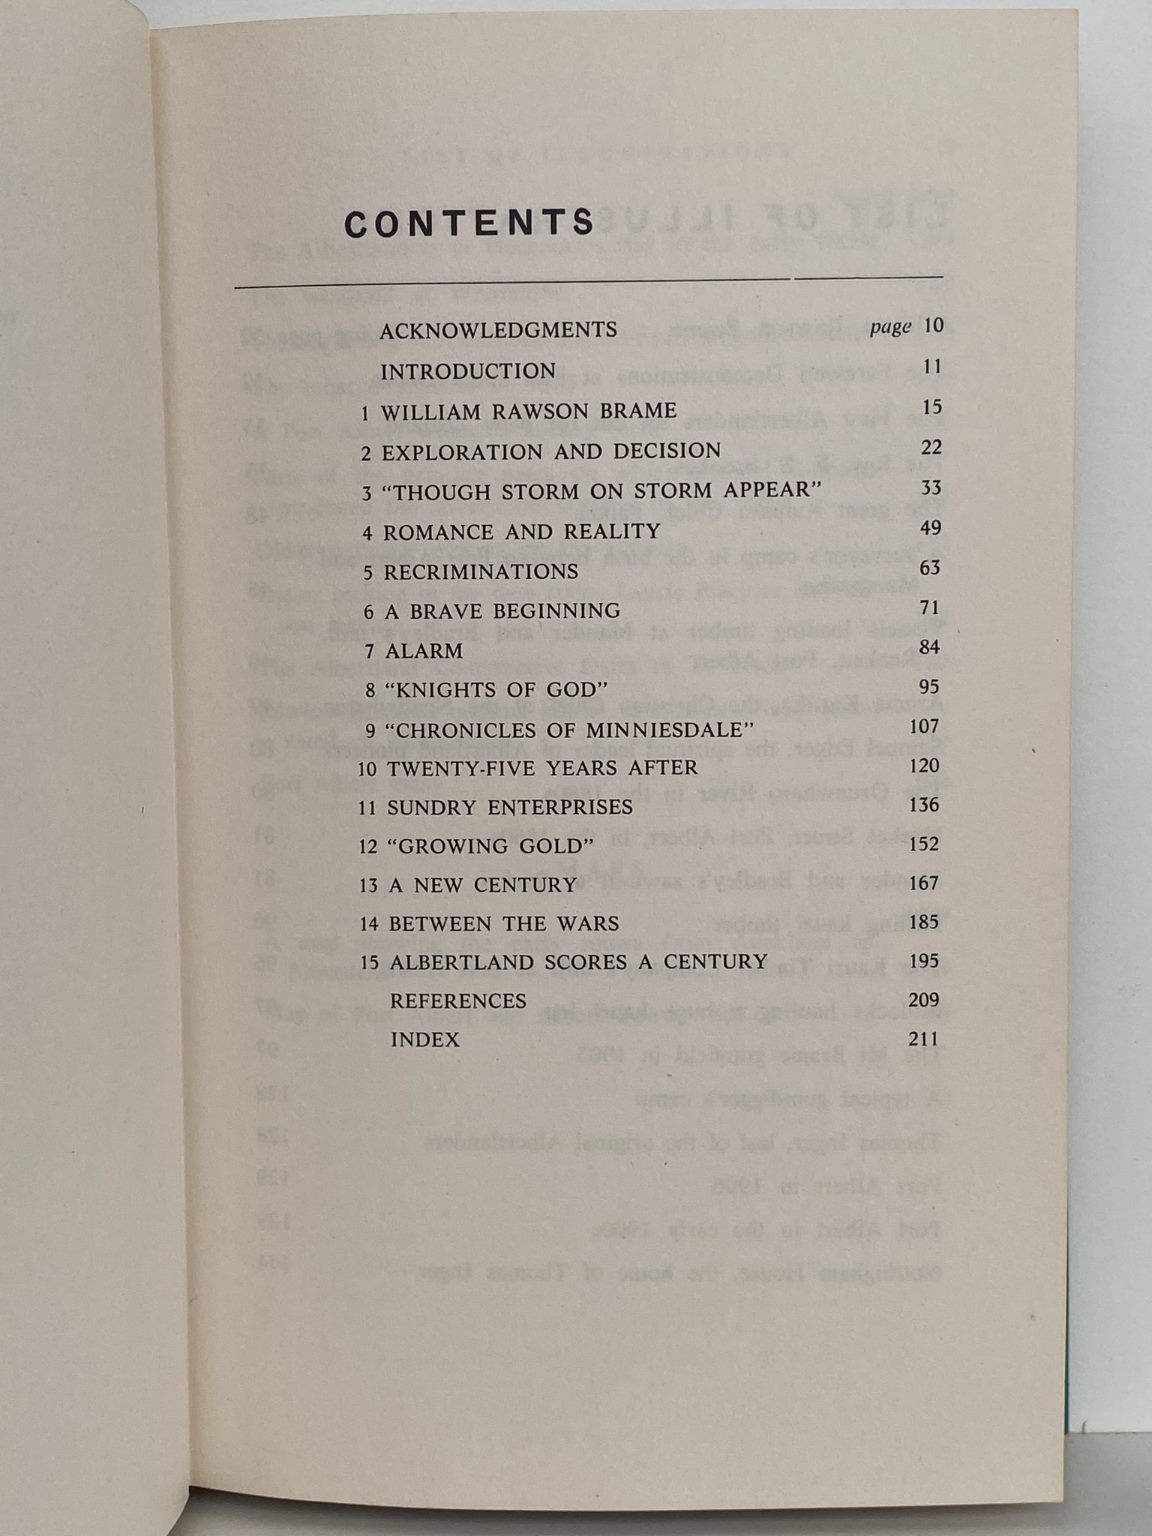 CONTENTS
ACKNOWLEDGMENTS page 10
INTRODUCTION 11
1 WILLIAM RAWSON BRAME 15
2 EXPLORATION AND DECISION 22
3 “THOUGH STORM ON STORM APPEAR” 33
4 ROMANCE AND REALITY 49
5 RECRIMINATIONS 63
6 A BRAVE BEGINNING 71
7 ALARM 84
8 “KNIGHTS OF GOD” 95
9 “CHRONICLES OF MINNIESDALE” 107
10 TWENTY-FIVE YEARS AFTER 120
11 SUNDRY ENTERPRISES 136
12 “GROWING GOLD” 152
13 A NEW CENTURY 167
14 BETWEEN THE WARS 185
15 ALBERTLAND SCORES A CENTURY 195
REFERENCES 209
INDEX 211